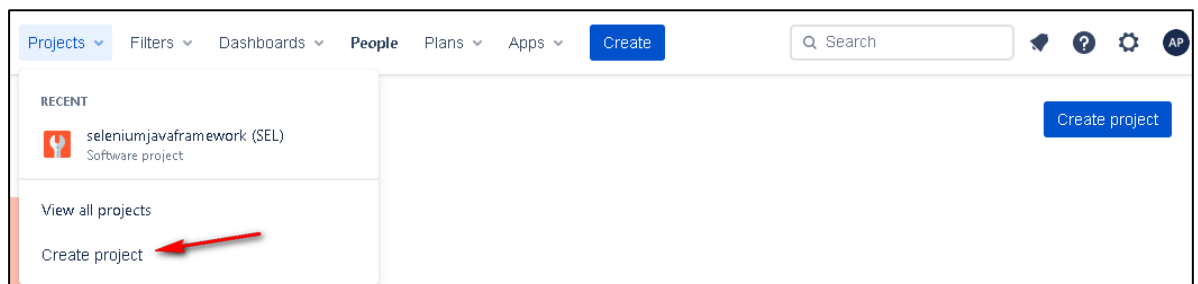 Projects Filters Dashboards People Plans Apps Create Search AP
RECENT
seleniumjavaframework (SEL)
Software project
View all projects
Create project
Create project